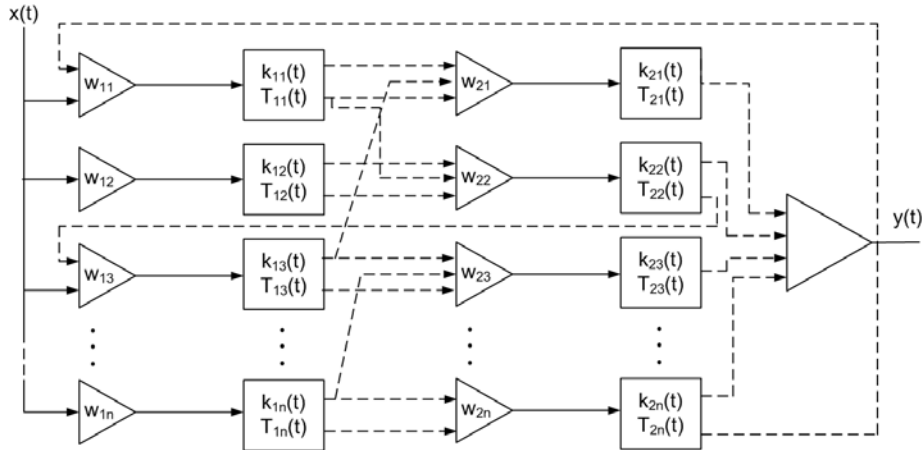 x(t)
w₁₁
k₁₁(t)
T₁₁(t)
w₂₁
k₂₁(t)
T₂₁(t)
w₁₂
k₁₂(t)
T₁₂(t)
w₂₂
k₂₂(t)
T₂₂(t)
y(t)
w₁₃
k₁₃(t)
T₁₃(t)
w₂₃
k₂₃(t)
T₂₃(t)
w₁ₙ
k₁ₙ(t)
T₁ₙ(t)
w₂ₙ
k₂ₙ(t)
T₂ₙ(t)